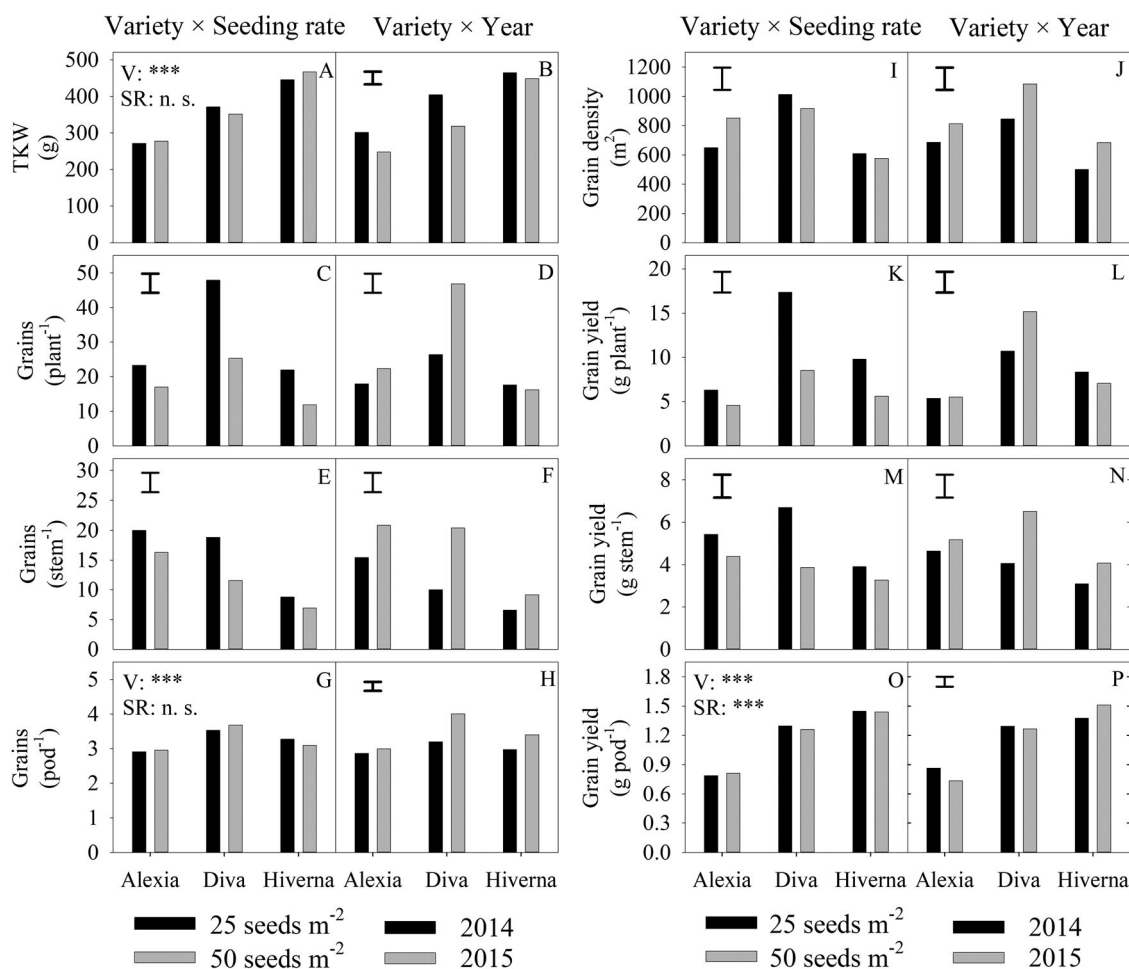 Variety × Seeding rate
Variety × Year
Variety × Seeding rate
Variety × Year
TKW
(g)
500
400
300
200
100
0
V: ***
SR: n. s.
A
B
Grain density
(m²)
1200
1000
800
600
400
200
0
I
J
Grains
(plant⁻¹)
50
40
30
20
10
0
C
D
Grain yield
(g plant⁻¹)
20
15
10
5
0
K
L
Grains
(stem⁻¹)
30
25
20
15
10
5
0
E
F
Grain yield
(g stem⁻¹)
8
6
4
2
0
M
N
Grains
(pod⁻¹)
5
4
3
2
1
0
V: ***
SR: n. s.
G
H
Grain yield
(g pod⁻¹)
1.8
1.5
1.2
0.9
0.6
0.3
0.0
V: ***
SR: ***
O
P
Alexia Diva Hiverna Alexia Diva Hiverna
Alexia Diva Hiverna Alexia Diva Hiverna
25 seeds m⁻²
50 seeds m⁻²
2014
2015
25 seeds m⁻²
50 seeds m⁻²
2014
2015